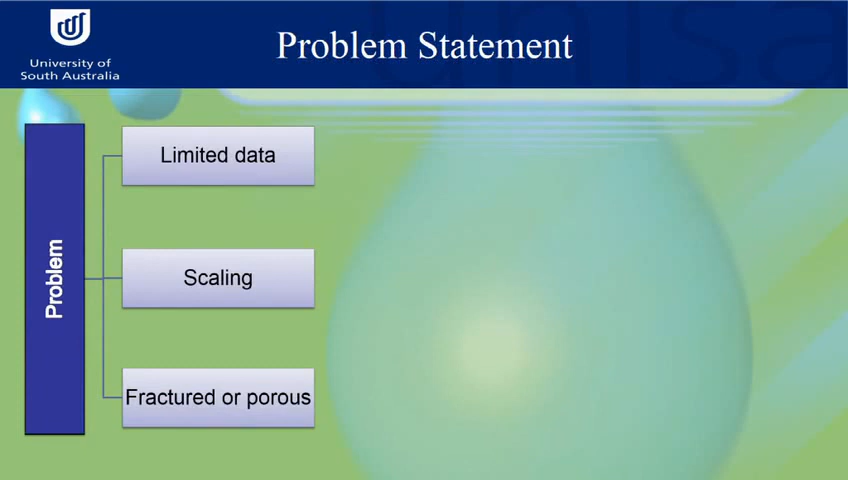 University of
South Australia
Problem Statement
Problem
Limited data
Scaling
Fractured or porous